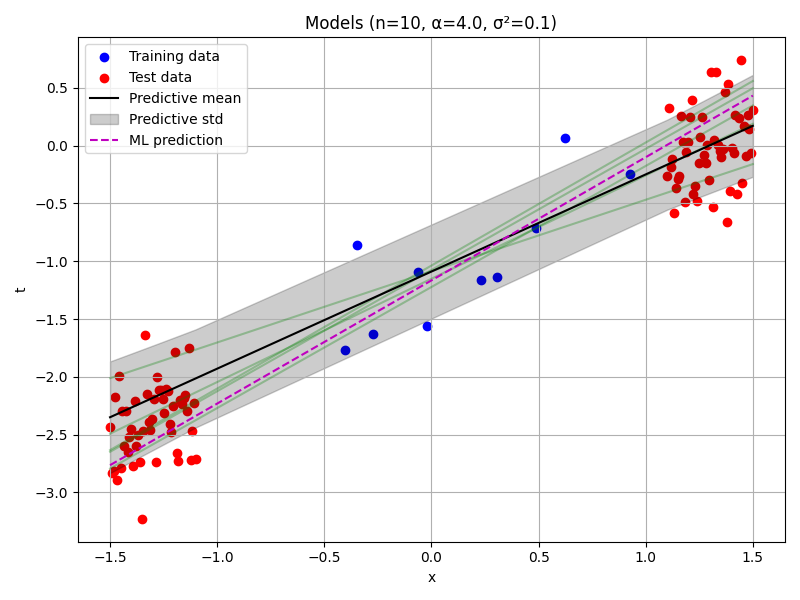 Models (n=10, α=4.0, σ²=0.1)
Training data
Test data
Predictive mean
Predictive std
ML prediction
0.5
0.0
−0.5
−1.0
−1.5
−2.0
−2.5
−3.0
t
−1.5 −1.0 −0.5 0.0 0.5 1.0 1.5
x